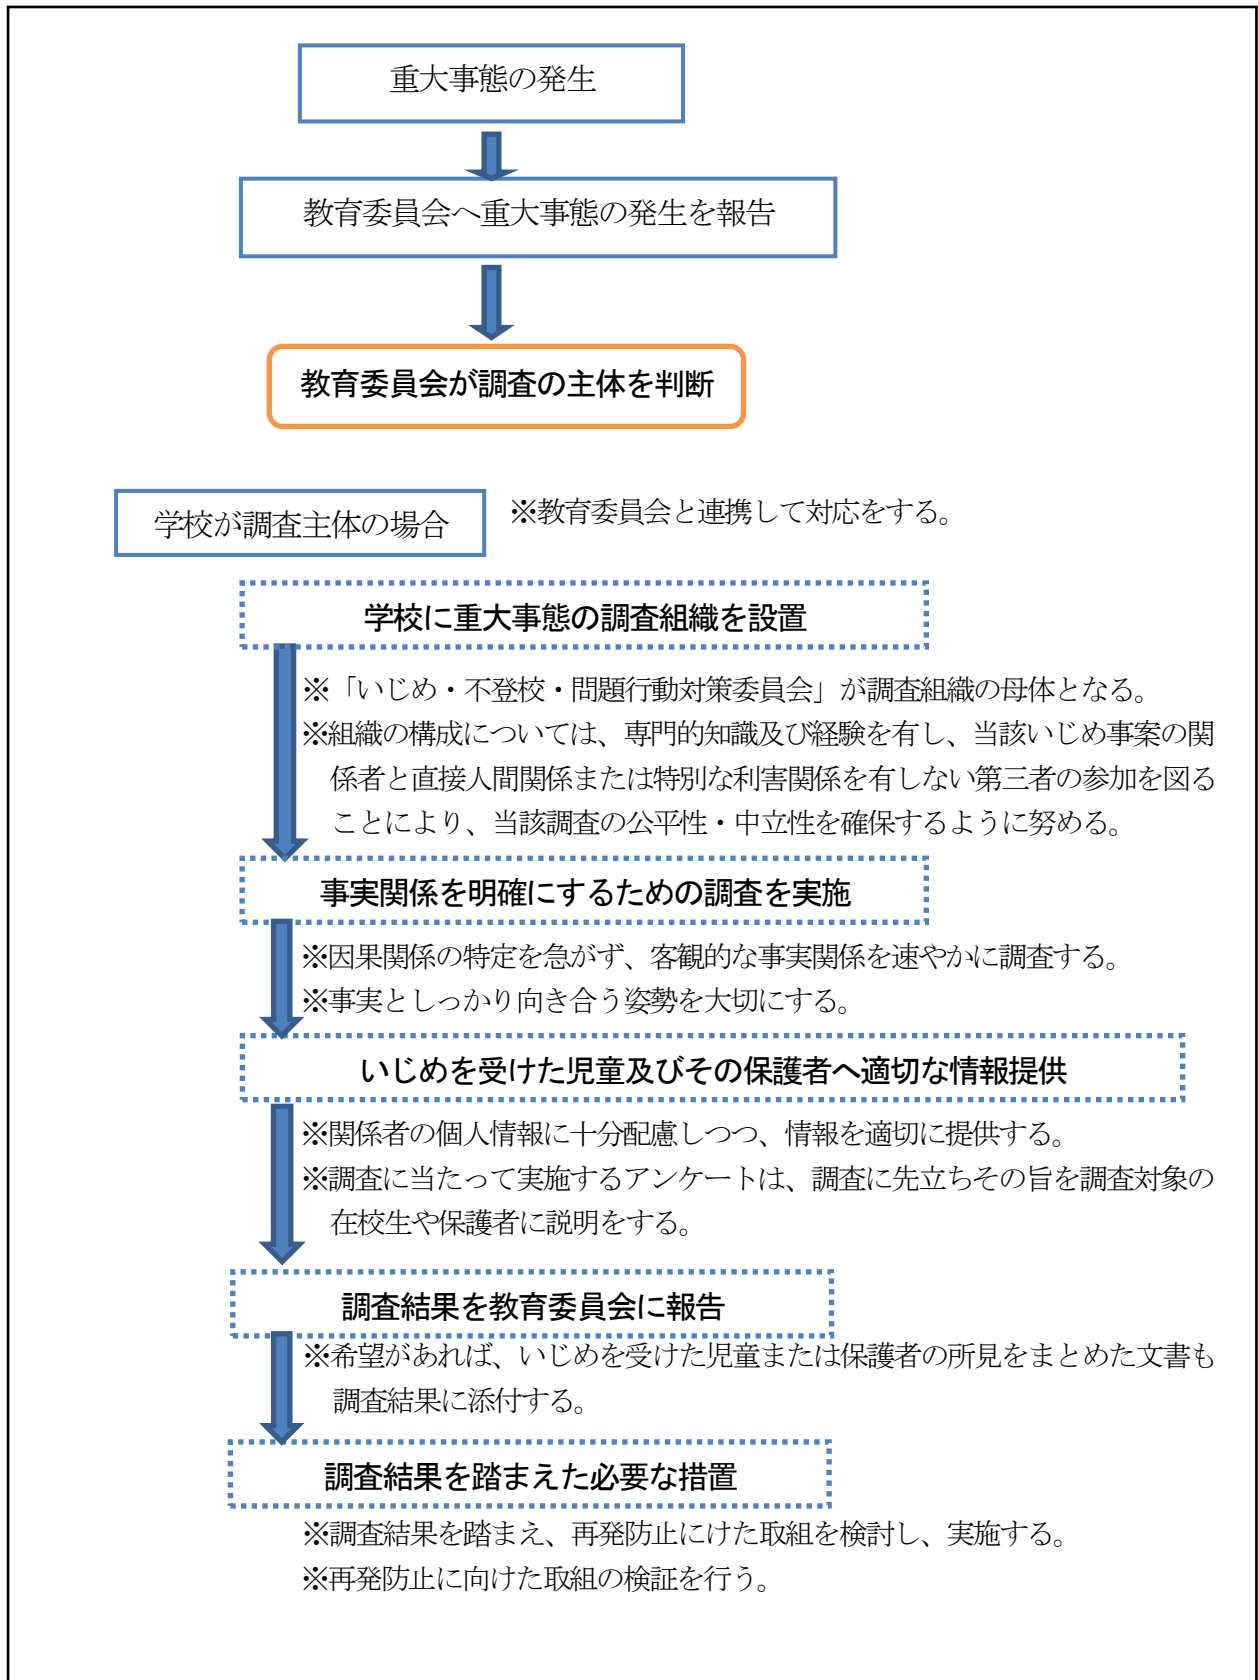 重大事態の発生
教育委員会へ重大事態の発生を報告
教育委員会が調査の主体を判断
学校が調査主体の場合
※教育委員会と連携して対応をする。
学校に重大事態の調査組織を設置
※「いじめ・不登校・問題行動対策委員会」が調査組織の母体となる。
※組織の構成については、専門的知識及び経験を有し、当該いじめ事案の関
係者と直接人間関係または特別な利害関係を有しない第三者の参加を図る
ことにより、当該調査の公平性・中立性を確保するように努める。
事実関係を明確にするための調査を実施
※因果関係の特定を急がず、客観的な事実関係を速やかに調査する。
※事実としっかり向き合う姿勢を大切にする。
いじめを受けた児童及びその保護者へ適切な情報提供
※関係者の個人情報に十分配慮しつつ、情報を適切に提供する。
※調査に当たって実施するアンケートは、調査に先立ちその旨を調査対象の
在校生や保護者に説明をする。
調査結果を教育委員会に報告
※希望があれば、いじめを受けた児童または保護者の所見をまとめた文書も
調査結果に添付する。
調査結果を踏まえた必要な措置
※調査結果を踏まえ、再発防止にけた取組を検討し、実施する。
※再発防止に向けた取組の検証を行う。